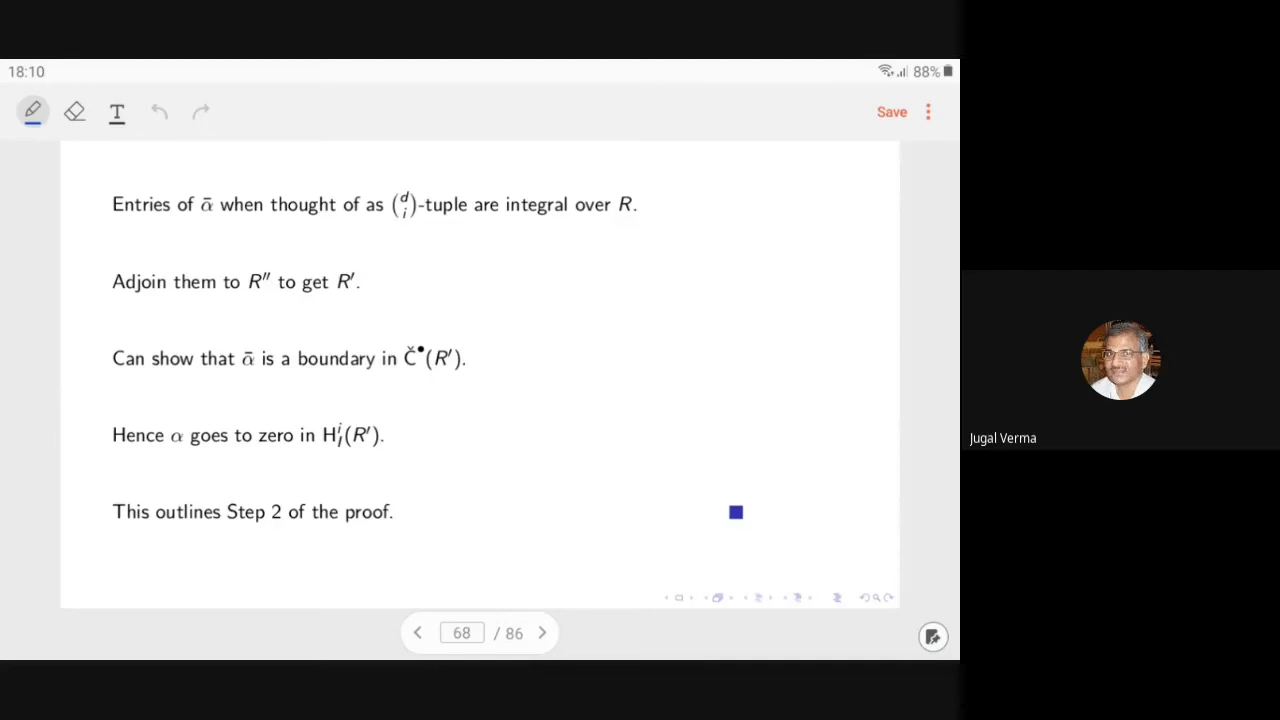 18:10
88%
T
Save
Entries of ᾱ when thought of as (d i)-tuple are integral over R.
Adjoin them to R″ to get R′.
Can show that ᾱ is a boundary in Č•(R′).
Hence α goes to zero in Hⁱ_I(R′).
This outlines Step 2 of the proof.
68 / 86
Jugal Verma